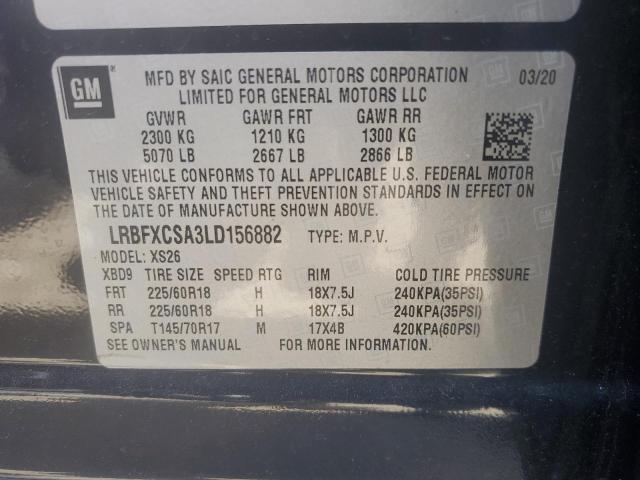 GM
MFD BY SAIC GENERAL MOTORS CORPORATION 03/20
LIMITED FOR GENERAL MOTORS LLC
GVWR GAWR FRT GAWR RR
2300 KG 1210 KG 1300 KG
5070 LB 2667 LB 2866 LB
THIS VEHICLE CONFORMS TO ALL APPLICABLE U.S. FEDERAL MOTOR
VEHICLE SAFETY AND THEFT PREVENTION STANDARDS IN EFFECT ON
THE DATE OF MANUFACTURE SHOWN ABOVE.
LRBFXCSA3LD156882 TYPE: M.P.V.
MODEL: XS26
XBD9 TIRE SIZE SPEED RTG RIM COLD TIRE PRESSURE
FRT 225/60R18 H 18X7.5J 240KPA(35PSI)
RR 225/60R18 H 18X7.5J 240KPA(35PSI)
SPA T145/70R17 M 17X4B 420KPA(60PSI)
SEE OWNER'S MANUAL FOR MORE INFORMATION.